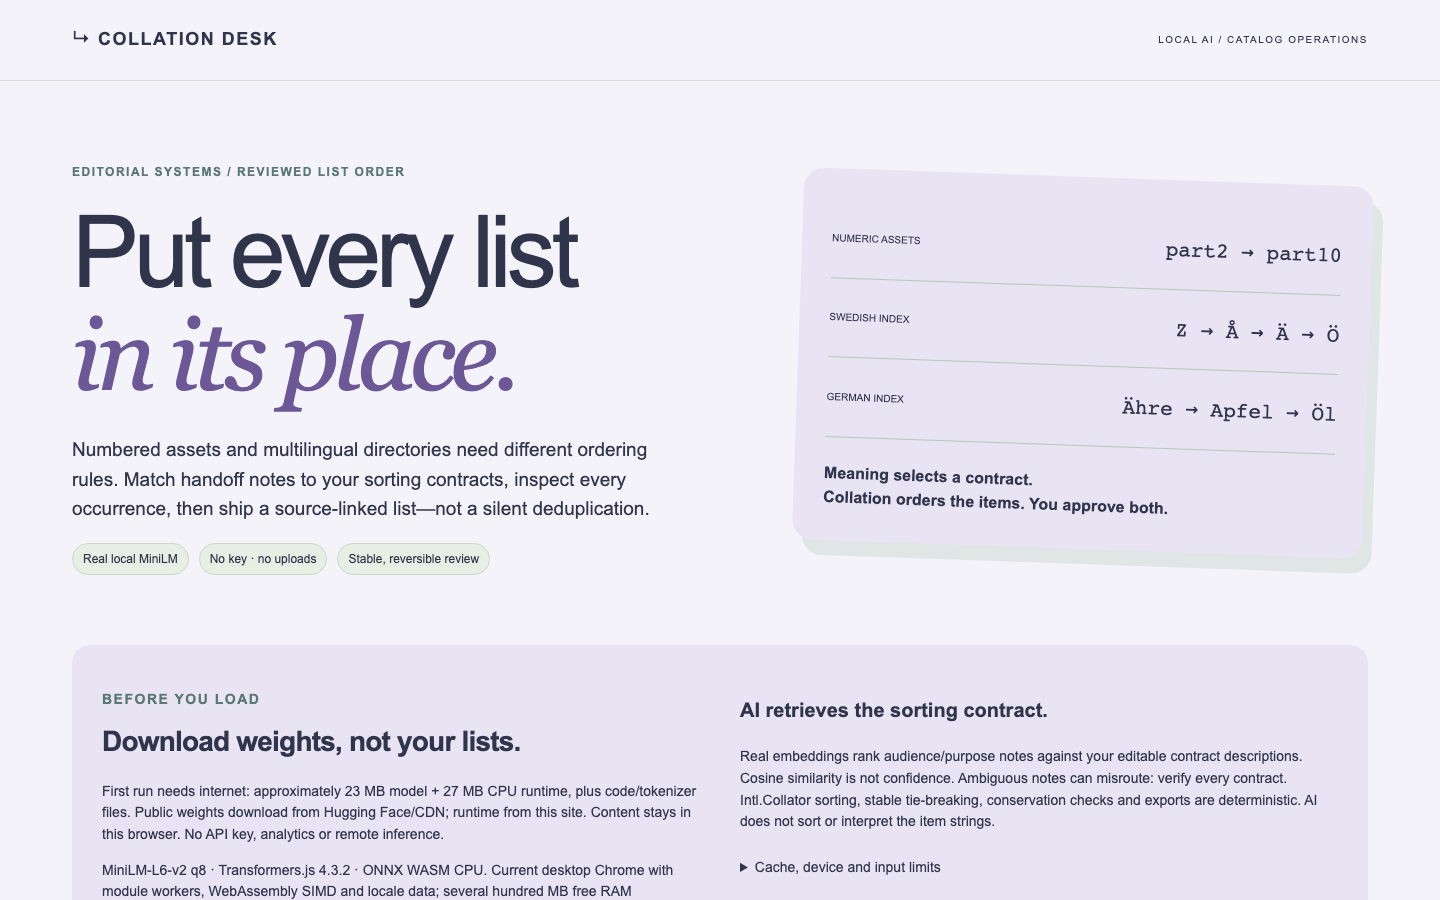 ↳ COLLATION DESK
LOCAL AI / CATALOG OPERATIONS
EDITORIAL SYSTEMS / REVIEWED LIST ORDER
Put every list
in its place.
Numbered assets and multilingual directories need different ordering
rules. Match handoff notes to your sorting contracts, inspect every
occurrence, then ship a source-linked list—not a silent deduplication.
Real local MiniLM
No key · no uploads
Stable, reversible review
NUMERIC ASSETS
part2 → part10
SWEDISH INDEX
Z → Å → Ä → Ö
GERMAN INDEX
Ähre → Apfel → Öl
Meaning selects a contract.
Collation orders the items. You approve both.
BEFORE YOU LOAD
Download weights, not your lists.
First run needs internet: approximately 23 MB model + 27 MB CPU runtime, plus code/tokenizer
files. Public weights download from Hugging Face/CDN; runtime from this site. Content stays in
this browser. No API key, analytics or remote inference.
MiniLM-L6-v2 q8 · Transformers.js 4.3.2 · ONNX WASM CPU. Current desktop Chrome with
module workers, WebAssembly SIMD and locale data; several hundred MB free RAM
AI retrieves the sorting contract.
Real embeddings rank audience/purpose notes against your editable contract descriptions.
Cosine similarity is not confidence. Ambiguous notes can misroute: verify every contract.
Intl.Collator sorting, stable tie-breaking, conservation checks and exports are deterministic. AI
does not sort or interpret the item strings.
▶ Cache, device and input limits